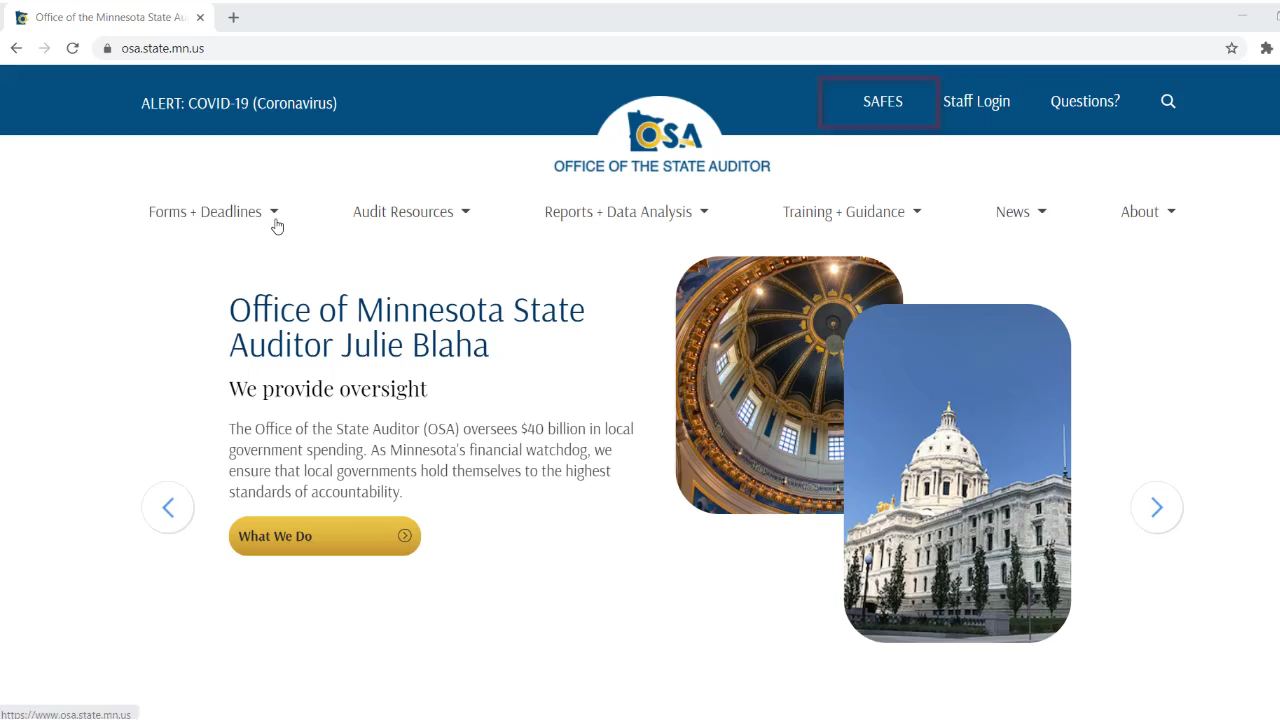 Office of the Minnesota State Au
osa.state.mn.us
ALERT: COVID-19 (Coronavirus)
SAFES
Staff Login
Questions?
OSA
OFFICE OF THE STATE AUDITOR
Forms + Deadlines
Audit Resources
Reports + Data Analysis
Training + Guidance
News
About
Office of Minnesota State
Auditor Julie Blaha
We provide oversight
The Office of the State Auditor (OSA) oversees $40 billion in local
government spending. As Minnesota's financial watchdog, we
ensure that local governments hold themselves to the highest
standards of accountability.
What We Do
https://www.osa.state.mn.us